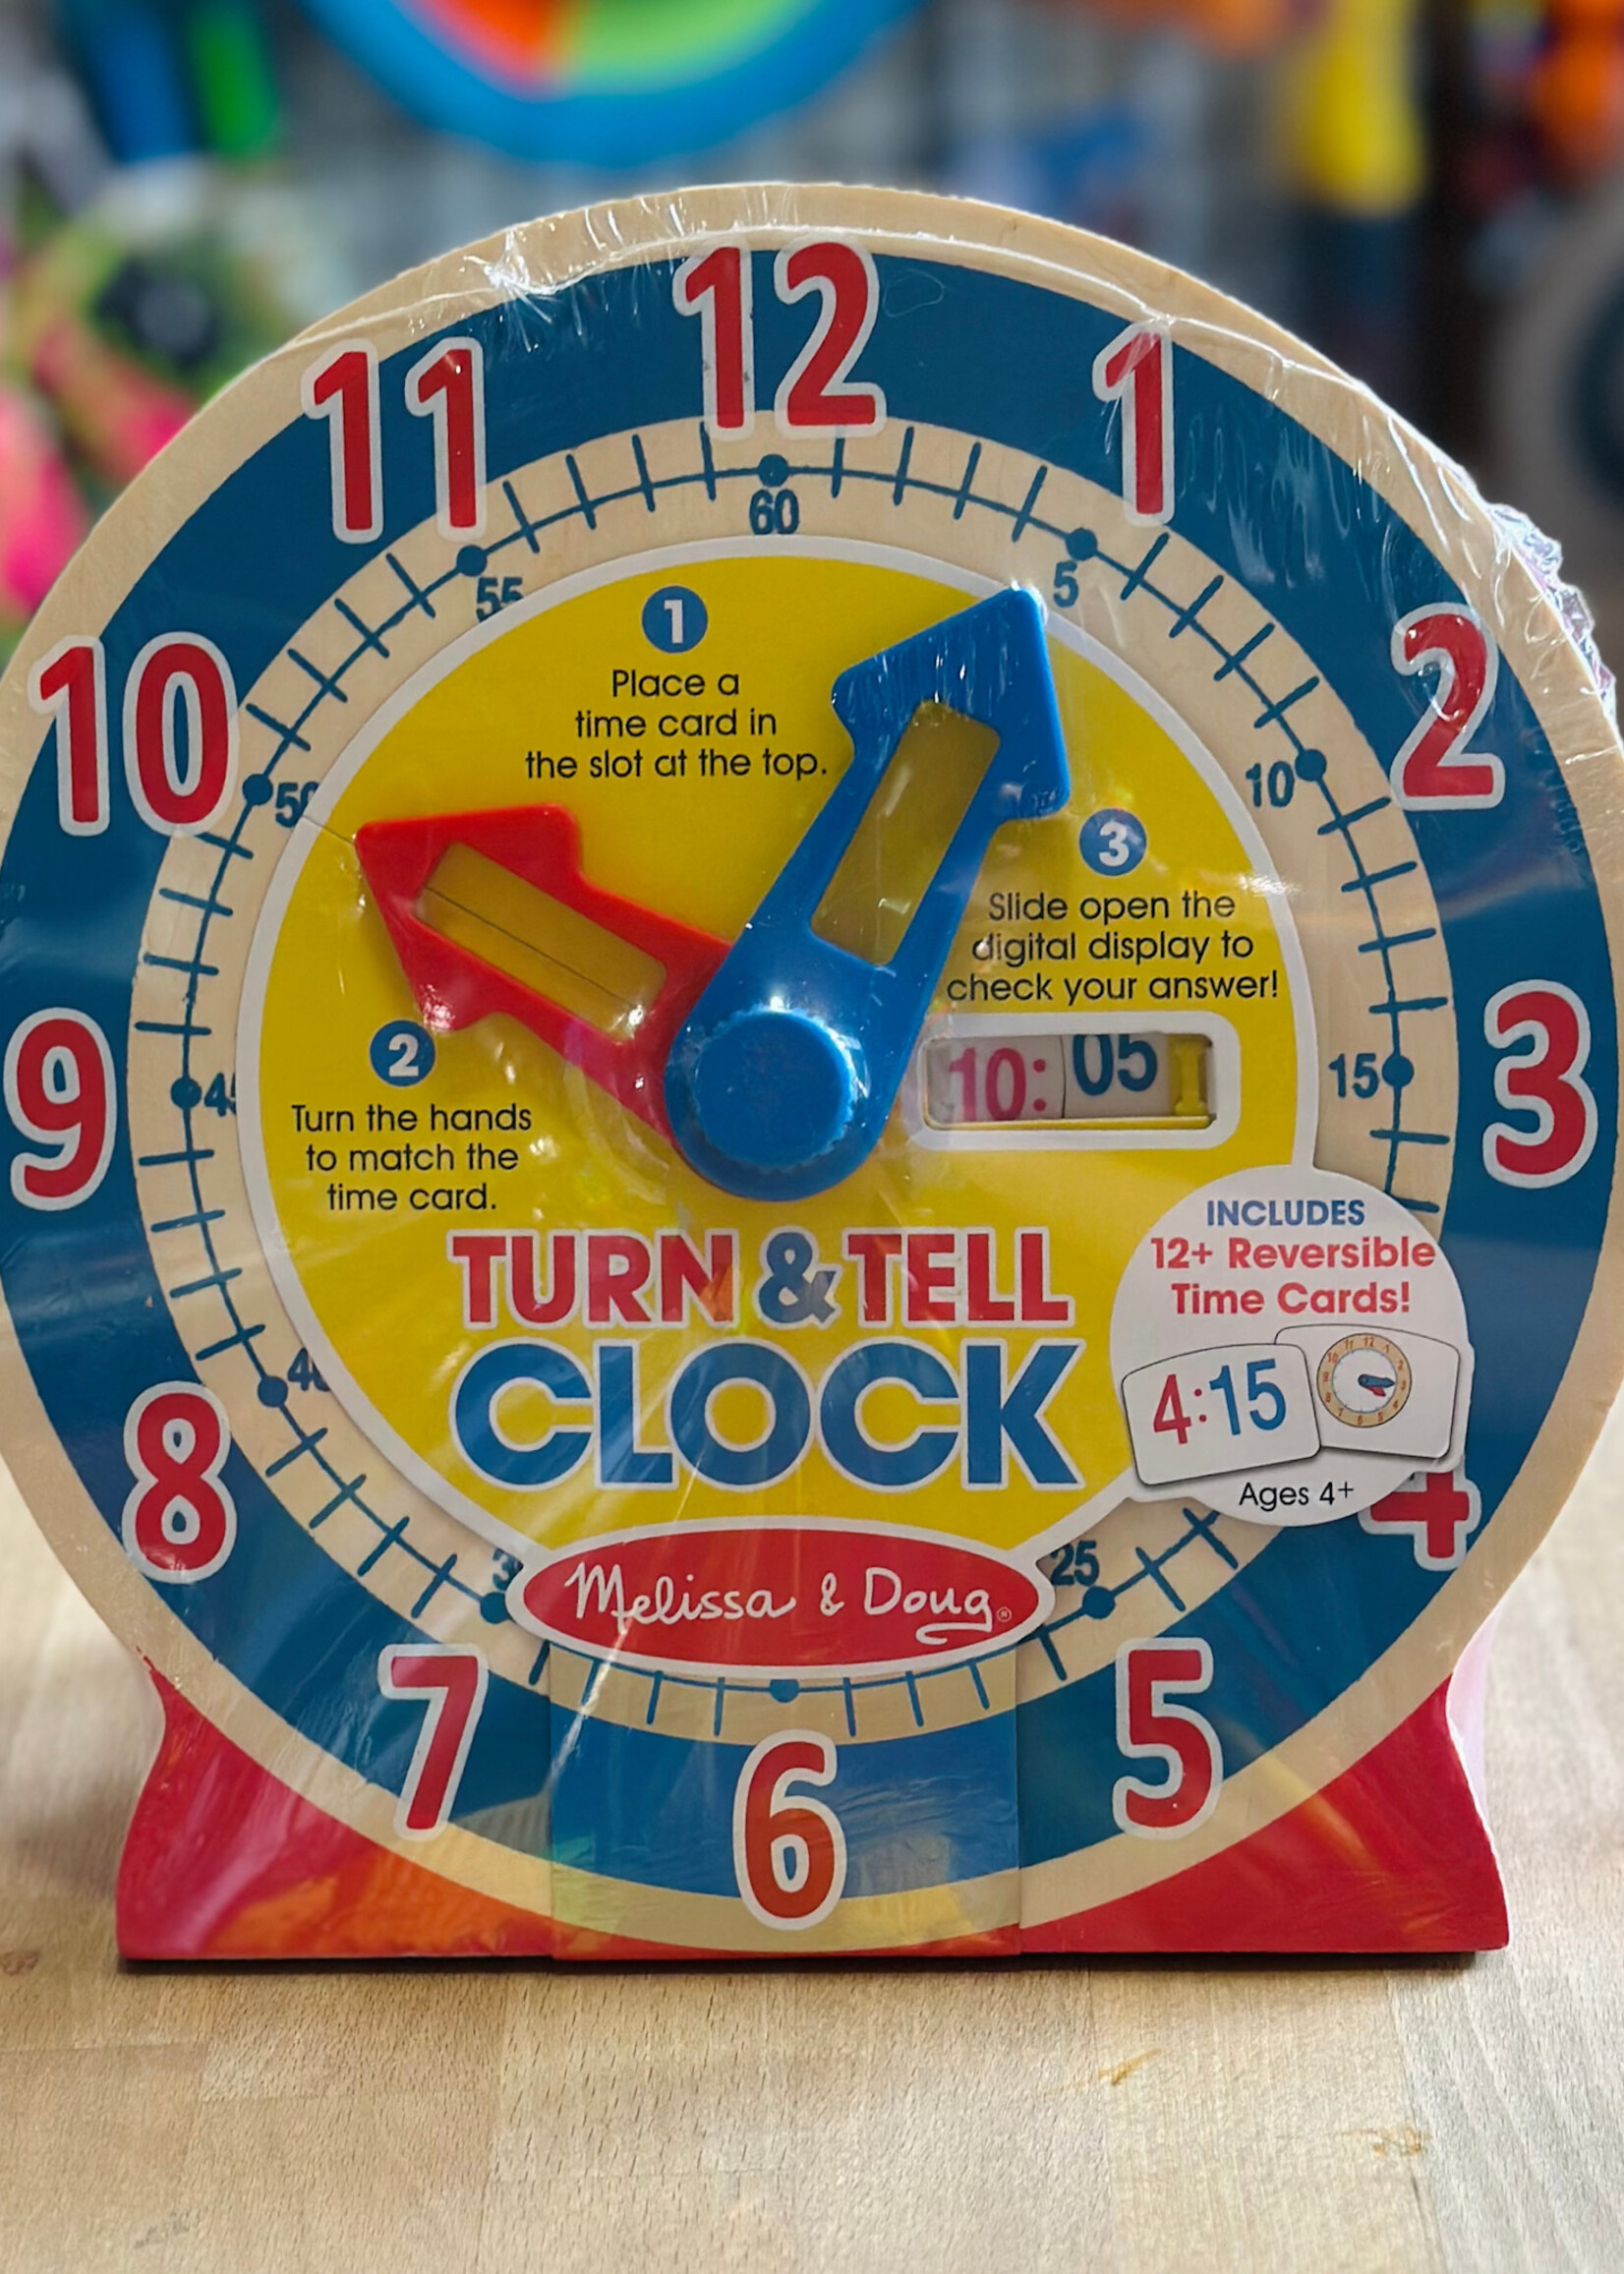 12
11
1
60
55
5
10
2
50
10
1
Place a
time card in
the slot at the top.
3
Slide open the
digital display to
check your answer!
2
Turn the hands
to match the
time card.
10:05
9
15
3
TURN & TELL
CLOCK
INCLUDES
12+ Reversible
Time Cards!
4:15
Ages 4+
8
4
25
Melissa & Doug®
7
5
6